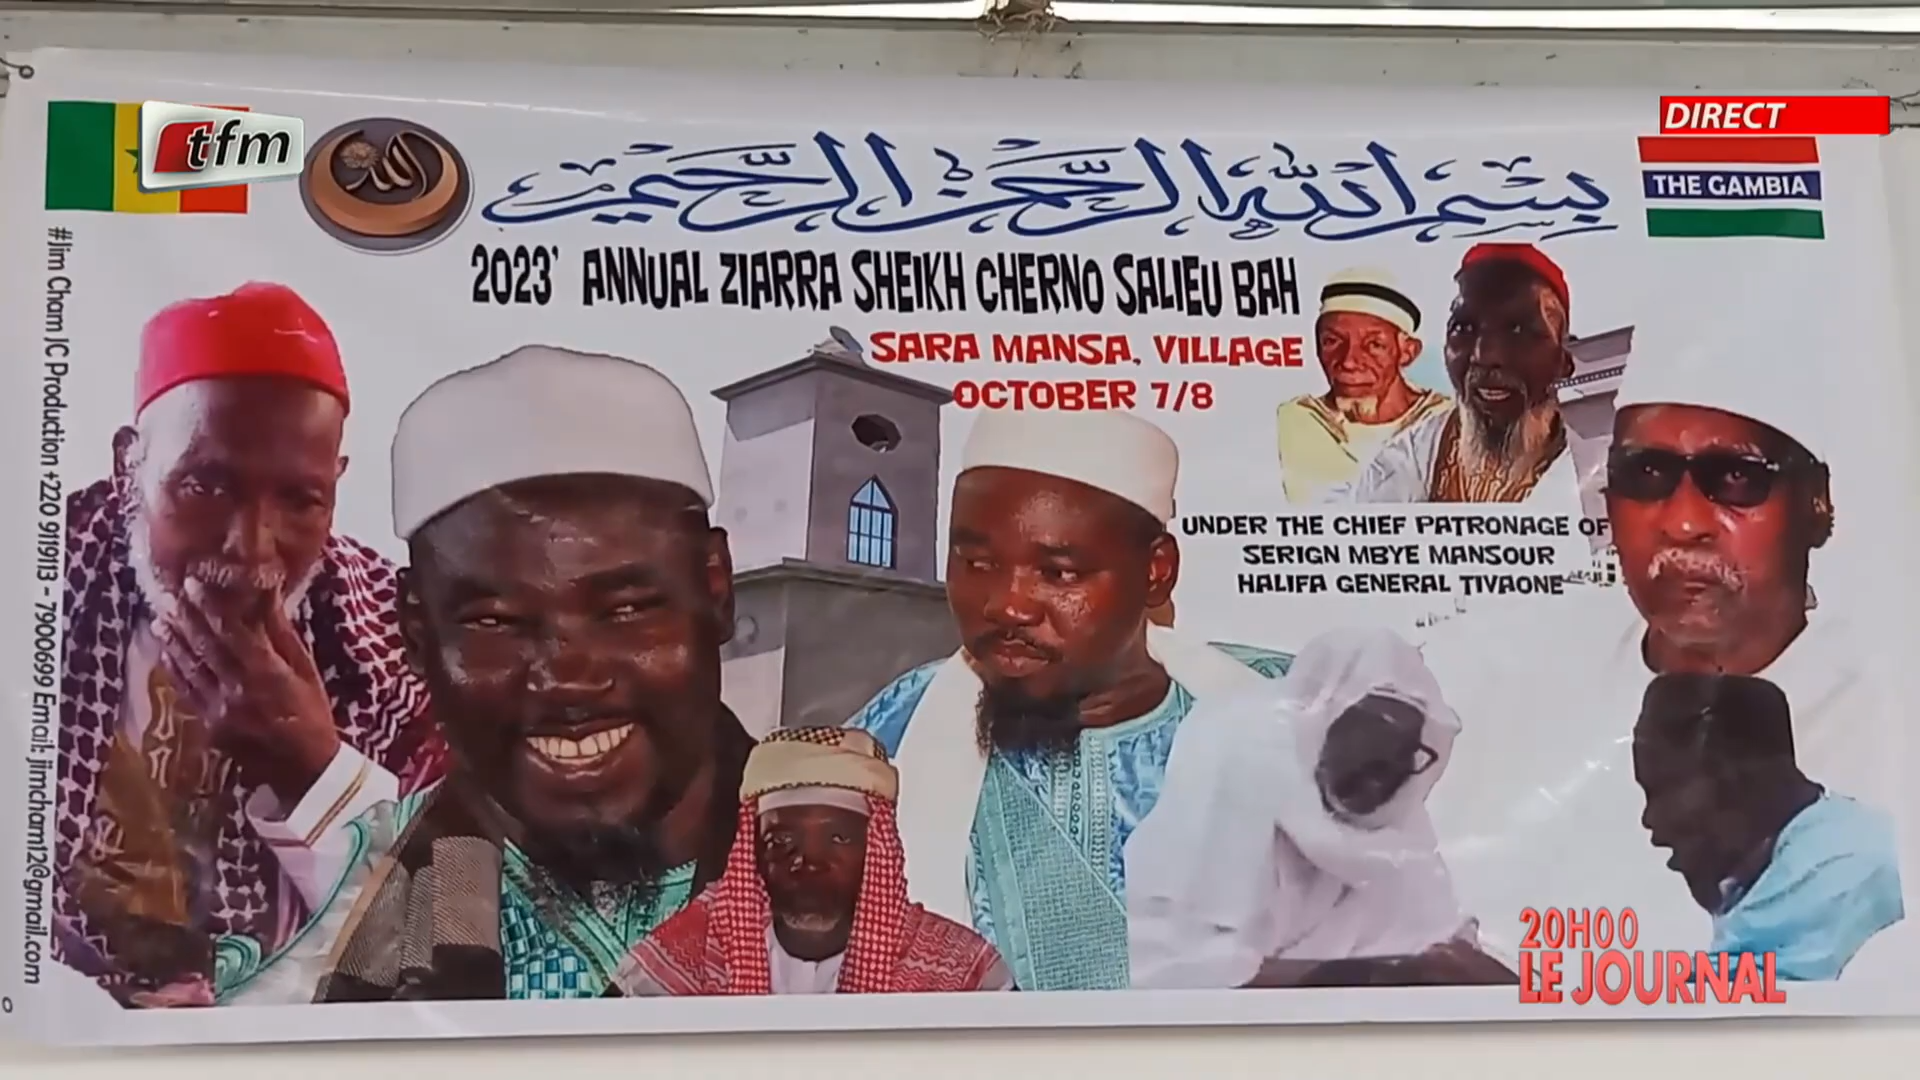 tfm
DIRECT
بسم الله الرحمن الرحيم
THE GAMBIA
الله
2023' ANNUAL ZIARRA SHEIKH CHERNO SALIEU BAH
SARA MANSA, VILLAGE
OCTOBER 7/8
UNDER THE CHIEF PATRONAGE OF
SERIGN MBYE MANSOUR
HALIFA GENERAL TIVAONE
#Jim Cham JC Production +220 9119113 - 7900699 Email: jimcham12@gmail.com
20H00
LE JOURNAL